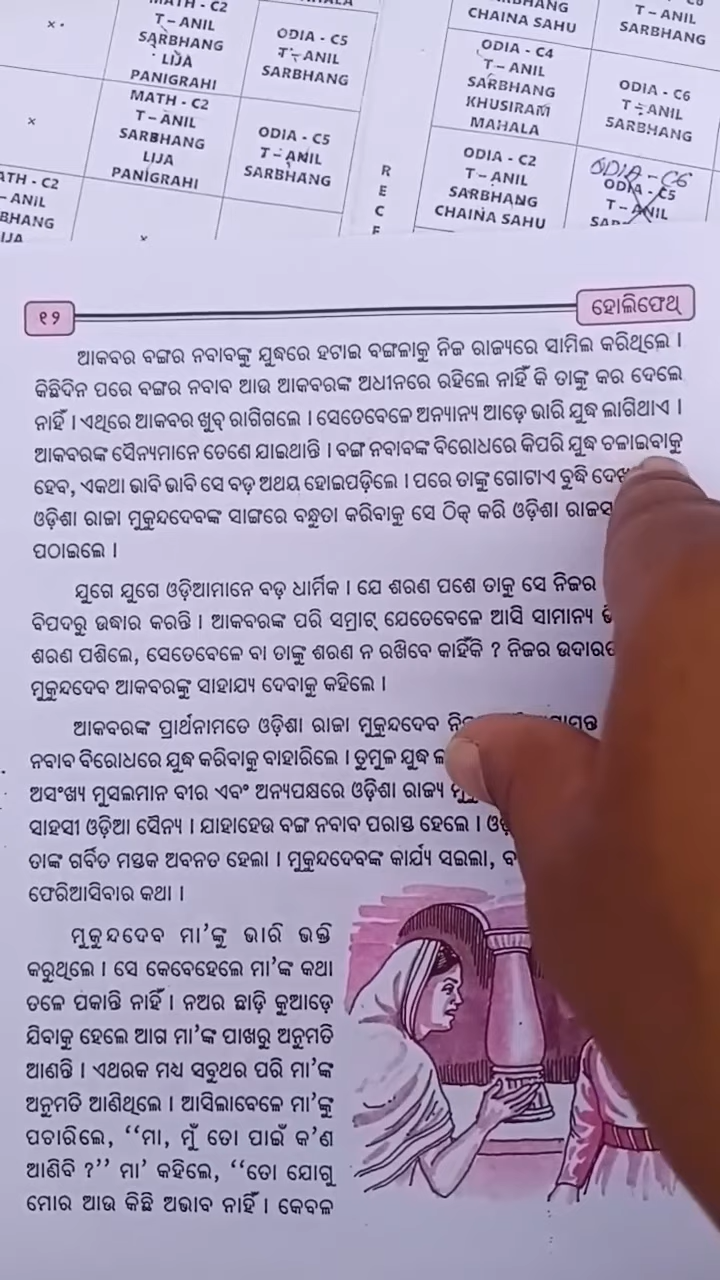 MATH - C2
T - ANIL
SARBHANG
LIJA
PANIGRAHI
ODIA - C5
T - ANIL
SARBHANG
CHAINA SAHU
T - ANIL
SARBHANG
ODIA - C4
T - ANIL
SARBHANG
KHUSIRAM
MAHALA
ODIA - C6
T - ANIL
SARBHANG
MATH - C2
T - ANIL
SARBHANG
LIJA
PANIGRAHI
ODIA - C5
T - ANIL
SARBHANG
R
E
C
ODIA - C2
T - ANIL
SARBHANG
CHAINA SAHU
ODIA - C6
ODIA - C5
T - ANIL
୧୨
ହୋଲିଫେଥ୍
ଆକବର ବଙ୍ଗର ନବାବଙ୍କୁ ଯୁଦ୍ଧରେ ହଟାଇ ବଙ୍ଗଳାକୁ ନିଜ ରାଜ୍ୟରେ ସାମିଲ କରିଥିଲେ ।
କିଛିଦିନ ପରେ ବଙ୍ଗର ନବାବ ଆଉ ଆକବରଙ୍କ ଅଧୀନରେ ରହିଲେ ନାହିଁ କି ତାଙ୍କୁ କର ଦେଲେ
ନାହିଁ । ଏଥିରେ ଆକବର ଖୁବ୍ ରାଗିଗଲେ । ସେତେବେଳେ ଅନ୍ୟାନ୍ୟ ଆଡ଼େ ଭାରି ଯୁଦ୍ଧ ଲାଗିଥାଏ ।
ଆକବରଙ୍କ ସୈନ୍ୟମାନେ ତେଣେ ଯାଇଥାନ୍ତି । ବଙ୍ଗ ନବାବଙ୍କ ବିରୋଧରେ କିପରି ଯୁଦ୍ଧ ଚଳାଇବାକୁ
ହେବ, ଏକଥା ଭାବି ଭାବି ସେ ବଡ଼ ଅଥୟ ହୋଇପଡ଼ିଲେ । ପରେ ତାଙ୍କୁ ଗୋଟାଏ ବୁଦ୍ଧି
ଓଡ଼ିଶା ରାଜା ମୁକୁନ୍ଦଦେବଙ୍କ ସାଙ୍ଗରେ ବନ୍ଧୁତା କରିବାକୁ ସେ ଠିକ୍ କରି ଓଡ଼ିଶା
ପଠାଇଲେ ।
ଯୁଗେ ଯୁଗେ ଓଡ଼ିଆମାନେ ବଡ଼ ଧାର୍ମିକ । ଯେ ଶରଣ ପଶେ ତାକୁ ସେ ନିଜର
ବିପଦରୁ ଉଦ୍ଧାର କରନ୍ତି । ଆକବରଙ୍କ ପରି ସମ୍ରାଟ୍ ଯେତେବେଳେ ଆସି ସାମାନ୍ୟ
ଶରଣ ପଶିଲେ, ସେତେବେଳେ ବା ତାଙ୍କୁ ଶରଣ ନ ରଖିବେ କାହିଁକି ? ନିଜର
ମୁକୁନ୍ଦଦେବ ଆକବରଙ୍କୁ ସାହାଯ୍ୟ ଦେବାକୁ କହିଲେ ।
ଆକବରଙ୍କ ପ୍ରାର୍ଥନାମତେ ଓଡ଼ିଶା ରାଜା ମୁକୁନ୍ଦଦେବ
ନବାବ ବିରୋଧରେ ଯୁଦ୍ଧ କରିବାକୁ ବାହାରିଲେ । ତୁମୁଳ ଯୁଦ୍ଧ
ଅସଂଖ୍ୟ ମୁସଲମାନ ବୀର ଏବଂ ଅନ୍ୟପକ୍ଷରେ ଓଡ଼ିଶା ରାଜ୍ୟ
ସାହସୀ ଓଡ଼ିଆ ସୈନ୍ୟ । ଯାହାହେଉ ବଙ୍ଗ ନବାବ ପରାସ୍ତ ହେଲେ ।
ତାଙ୍କ ଗର୍ବିତ ମସ୍ତକ ଅବନତ ହେଲା । ମୁକୁନ୍ଦଦେବଙ୍କ କାର୍ଯ୍ୟ ସଇଲା,
ଫେରିଆସିବାର କଥା ।
ମୁକୁନ୍ଦଦେବ ମା'ଙ୍କୁ ଭାରି ଭକ୍ତି
କରୁଥିଲେ । ସେ କେବେହେଲେ ମା'ଙ୍କ କଥା
ତଳେ ପକାନ୍ତି ନାହିଁ । ନଅର ଛାଡ଼ି କୁଆଡ଼େ
ଯିବାକୁ ହେଲେ ଆଗ ମା'ଙ୍କ ପାଖରୁ ଅନୁମତି
ଆଣନ୍ତି । ଏଥରକ ମଧ୍ୟ ସବୁଥର ପରି ମା'ଙ୍କ
ଅନୁମତି ଆଣିଥିଲେ । ଆସିଲାବେଳେ ମା'ଙ୍କୁ
ପଚାରିଲେ, ‘‘ମା, ମୁଁ ତୋ ପାଇଁ କ'ଣ
ଆଣିବି ?’’ ମା' କହିଲେ, ‘‘ତୋ ଯୋଗୁ
ମୋର ଆଉ କିଛି ଅଭାବ ନାହିଁ । କେବଳ